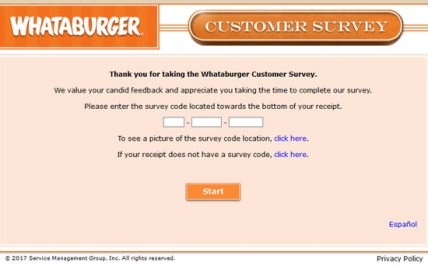 WHATABURGER
CUSTOMER SURVEY
Thank you for taking the Whataburger Customer Survey.
We value your candid feedback and appreciate you taking the time to complete our survey.
Please enter the survey code located towards the bottom of your receipt.
- -
To see a picture of the survey code location, click here.
If your receipt does not have a survey code, click here.
Start
Español
© 2017 Service Management Group, Inc. All rights reserved.
Privacy Policy